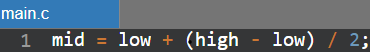 main.c
1 mid = low + (high - low) / 2;